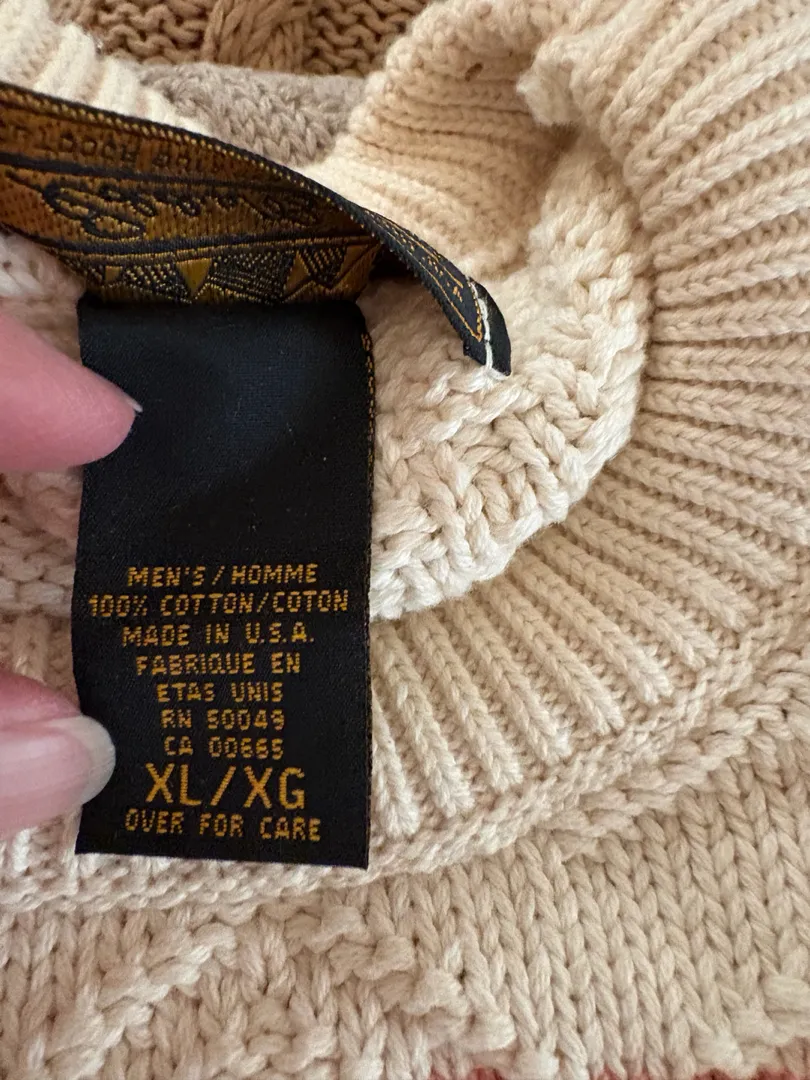 MEN'S / HOMME
100% COTTON/COTON
MADE IN U.S.A.
FABRIQUE EN
ETAS UNIS
RN 50049
CA 00665
XL/XG
OVER FOR CARE